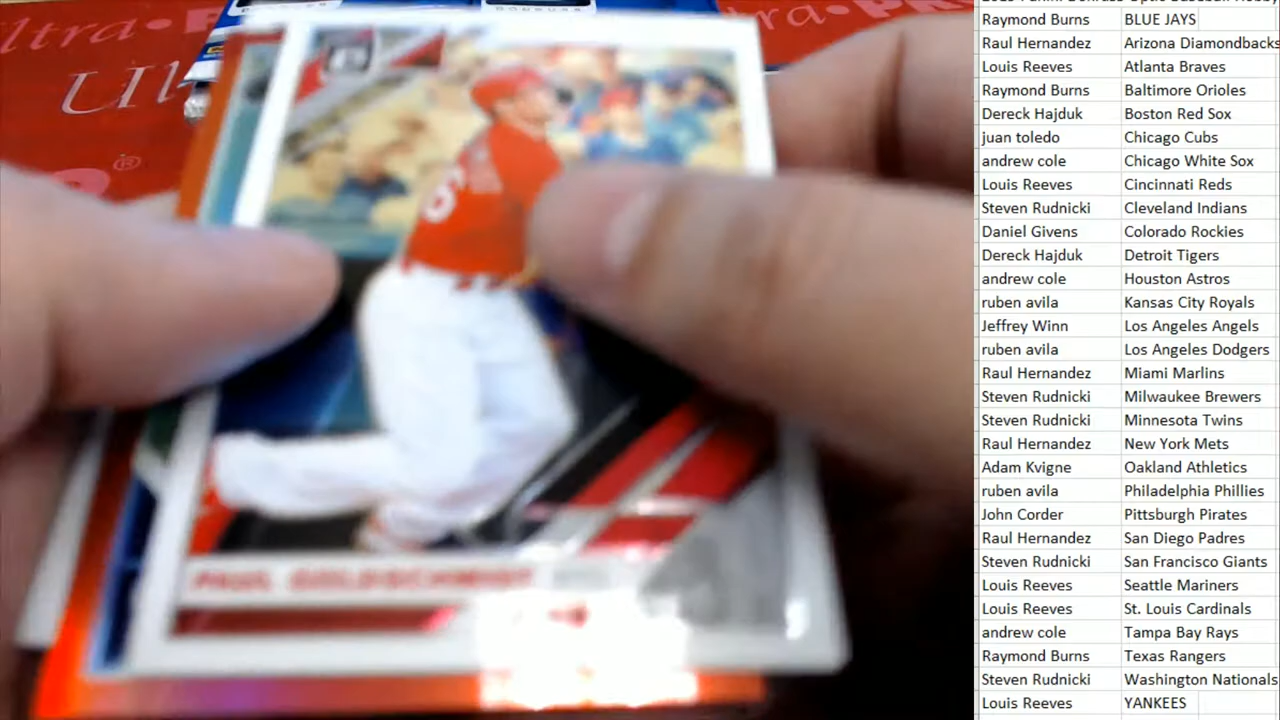 Raymond Burns BLUE JAYS
Raul Hernandez Arizona Diamondbacks
Louis Reeves Atlanta Braves
Raymond Burns Baltimore Orioles
Dereck Hajduk Boston Red Sox
juan toledo Chicago Cubs
andrew cole Chicago White Sox
Louis Reeves Cincinnati Reds
Steven Rudnicki Cleveland Indians
Daniel Givens Colorado Rockies
Dereck Hajduk Detroit Tigers
andrew cole Houston Astros
ruben avila Kansas City Royals
Jeffrey Winn Los Angeles Angels
ruben avila Los Angeles Dodgers
Raul Hernandez Miami Marlins
Steven Rudnicki Milwaukee Brewers
Steven Rudnicki Minnesota Twins
Raul Hernandez New York Mets
Adam Kvigne Oakland Athletics
ruben avila Philadelphia Phillies
John Corder Pittsburgh Pirates
Raul Hernandez San Diego Padres
Steven Rudnicki San Francisco Giants
Louis Reeves Seattle Mariners
Louis Reeves St. Louis Cardinals
andrew cole Tampa Bay Rays
Raymond Burns Texas Rangers
Steven Rudnicki Washington Nationals
Louis Reeves YANKEES
PAUL GOLDSCHMIDT